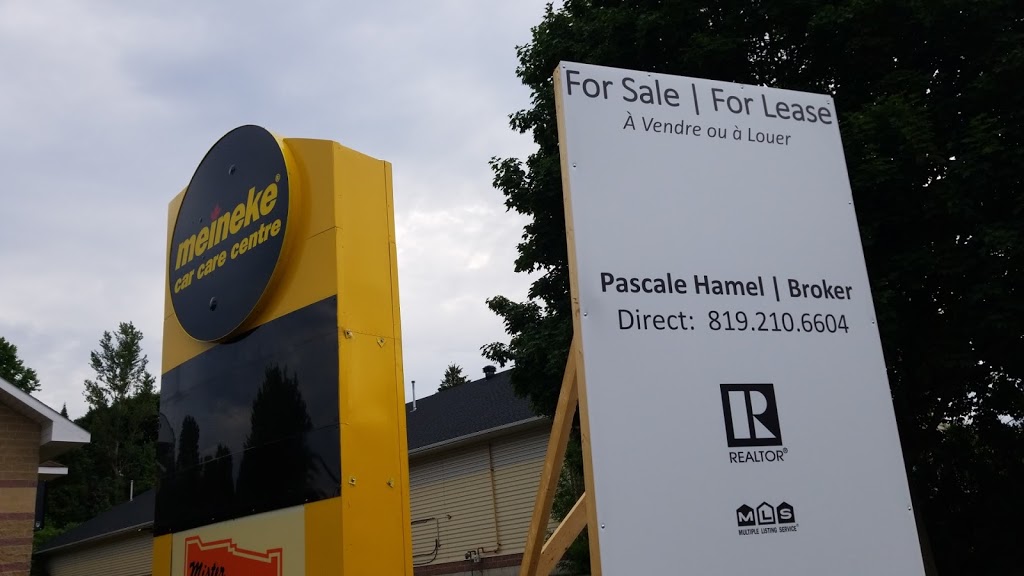 meineke®
car care centre
Mister
For Sale | For Lease
À Vendre ou à Louer
Pascale Hamel | Broker
Direct: 819.210.6604
R
REALTOR®
MLS
MULTIPLE LISTING SERVICE®